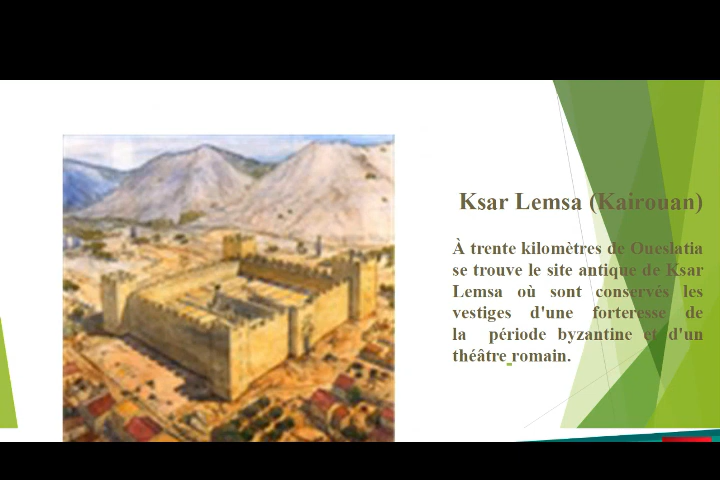 Ksar Lemsa (Kairouan)
À trente kilomètres de Oueslatia
se trouve le site antique de Ksar
Lemsa où sont conservés les
vestiges d'une forteresse de
la période byzantine et d'un
théâtre romain.